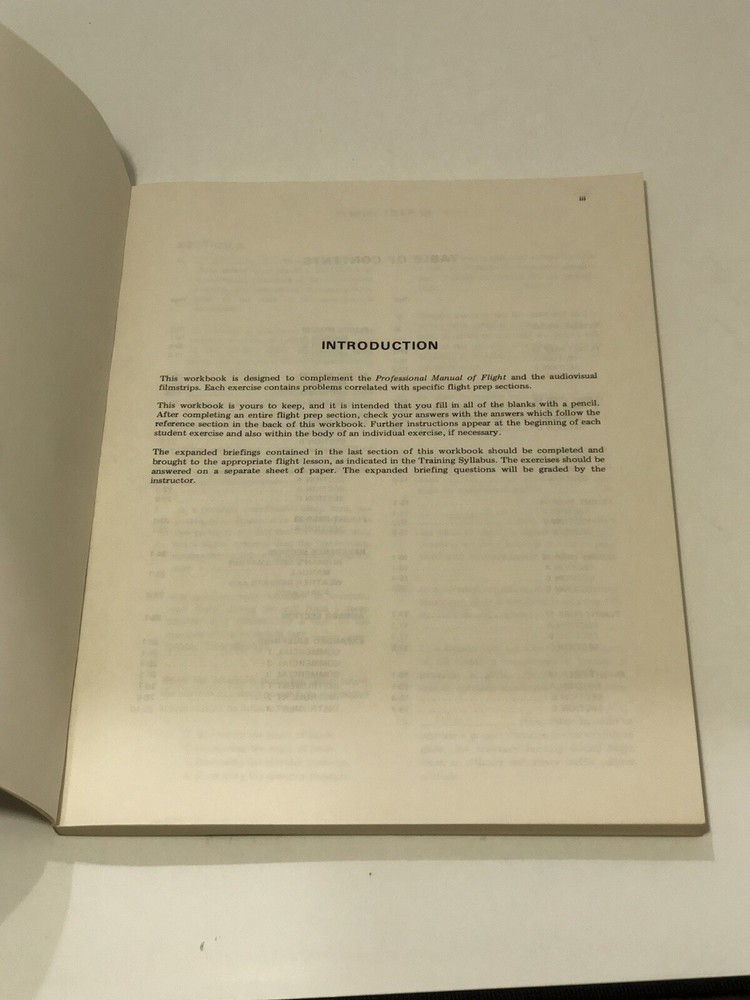 iii
INTRODUCTION
This workbook is designed to complement the Professional Manual of Flight and the audiovisual
filmstrips. Each exercise contains problems correlated with specific flight prep sections.
This workbook is yours to keep, and it is intended that you fill in all of the blanks with a pencil.
After completing an entire flight prep section, check your answers with the answers which follow the
reference section in the back of this workbook. Further instructions appear at the beginning of each
student exercise and also within the body of an individual exercise, if necessary.
The expanded briefings contained in the last section of this workbook should be completed and
brought to the appropriate flight lesson, as indicated in the Training Syllabus. The exercises should be
answered on a separate sheet of paper. The expanded briefing questions will be graded by the
instructor.